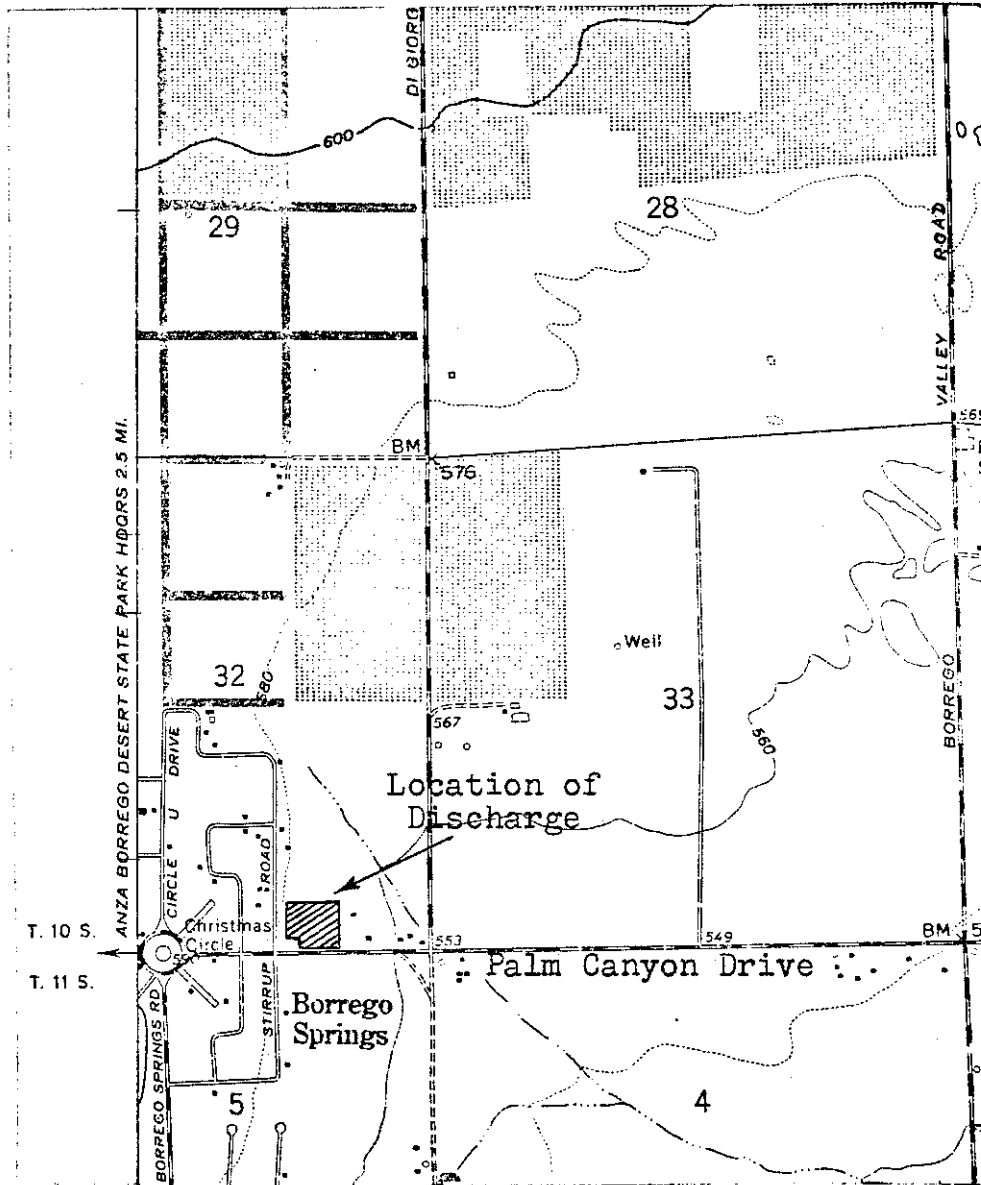 DI GIORG
600
29
28
VALLEY ROAD
ANZA BORREGO DESERT STATE PARK HDQRS 2.5 MI.
BM
576
Well
32
580
33
567
560
BORREGO
CIRCLE U DRIVE
Location of
Discharge
ROAD
T. 10 S.
Christmas
Circle
553
549
BM
T. 11 S.
Palm Canyon Drive
STIRRUP
Borrego
Springs
BORREGO SPRINGS RD
5
4